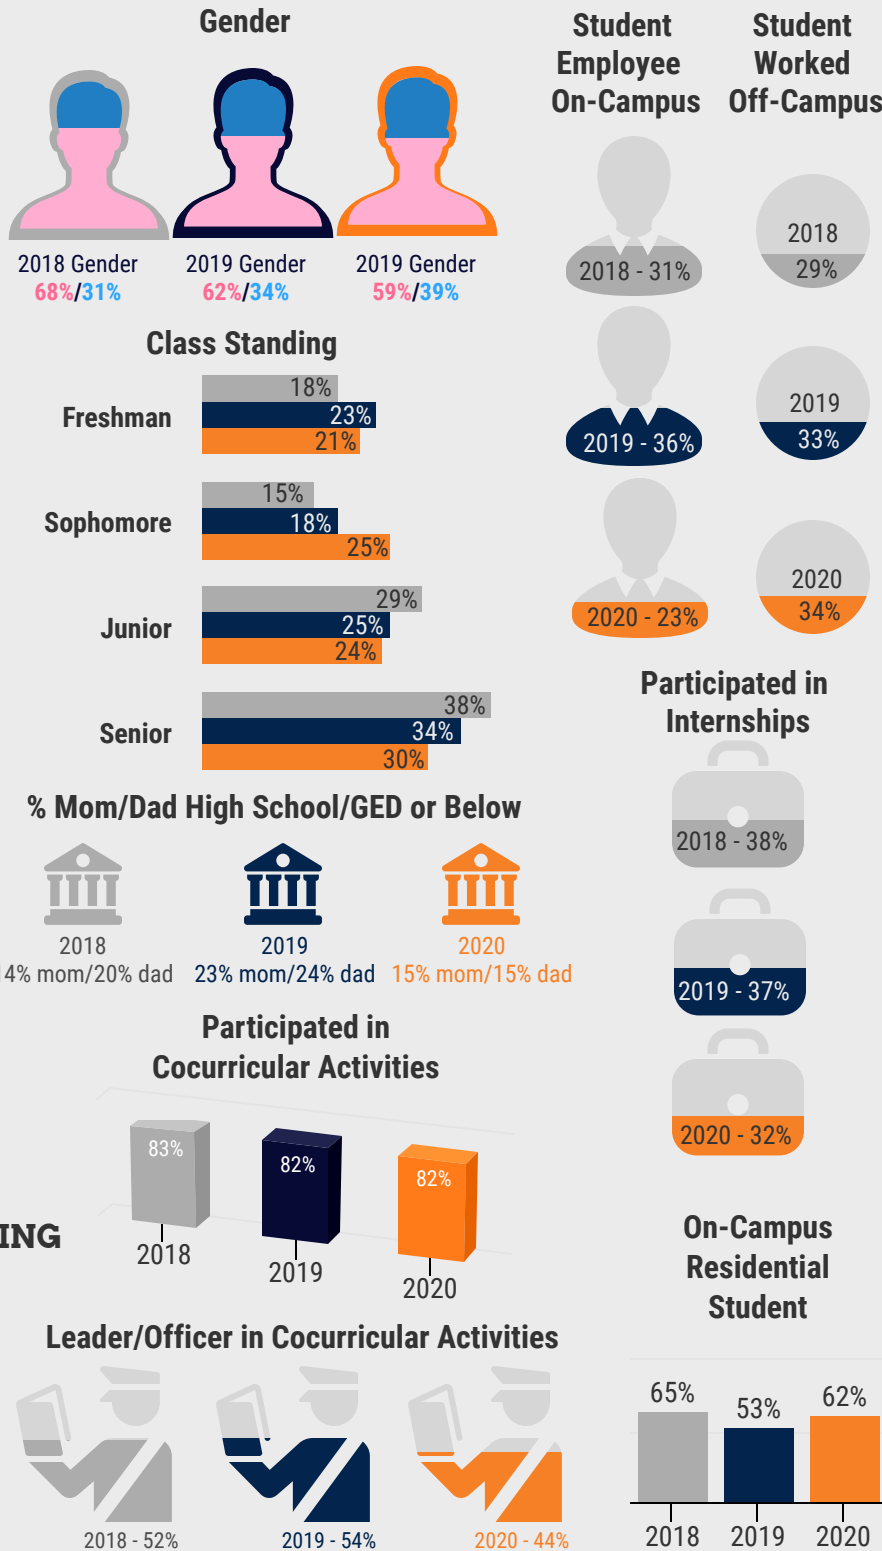 Gender
2018 Gender
68%/31%
2019 Gender
62%/34%
2019 Gender
59%/39%
Class Standing
Freshman
18%
23%
21%
Sophomore
15%
18%
25%
Junior
29%
25%
24%
Senior
38%
34%
30%
% Mom/Dad High School/GED or Below
2018
14% mom/20% dad
2019
23% mom/24% dad
2020
15% mom/15% dad
Participated in
Cocurricular Activities
83%
82%
82%
2018
2019
2020
ING
Leader/Officer in Cocurricular Activities
2018 - 52%
2019 - 54%
2020 - 44%
Student
Employee
On-Campus
2018 - 31%
2019 - 36%
2020 - 23%
Student
Worked
Off-Campus
2018
29%
2019
33%
2020
34%
Participated in
Internships
2018 - 38%
2019 - 37%
2020 - 32%
On-Campus
Residential
Student
65%
53%
62%
2018
2019
2020